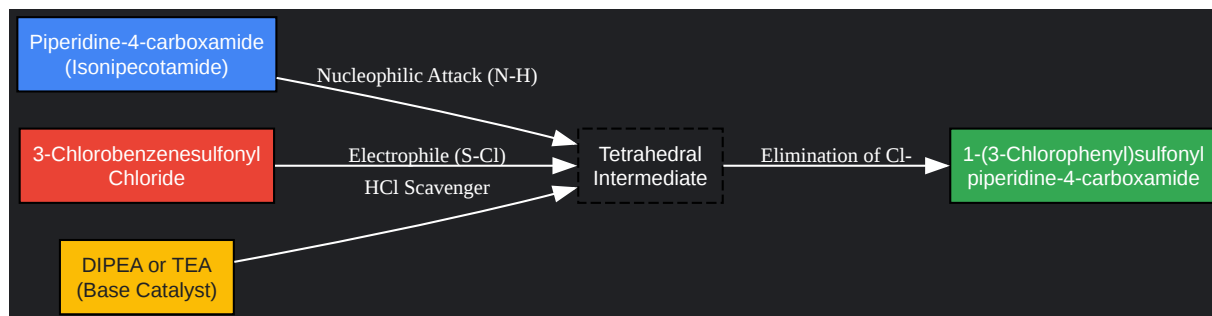 Piperidine-4-carboxamide
(Isonipecotamide)
Nucleophilic Attack (N-H)
3-Chlorobenzenesulfonyl
Chloride
Electrophile (S-Cl)
HCl Scavenger
Tetrahedral
Intermediate
Elimination of Cl-
1-(3-Chlorophenyl)sulfonyl
piperidine-4-carboxamide
DIPEA or TEA
(Base Catalyst)